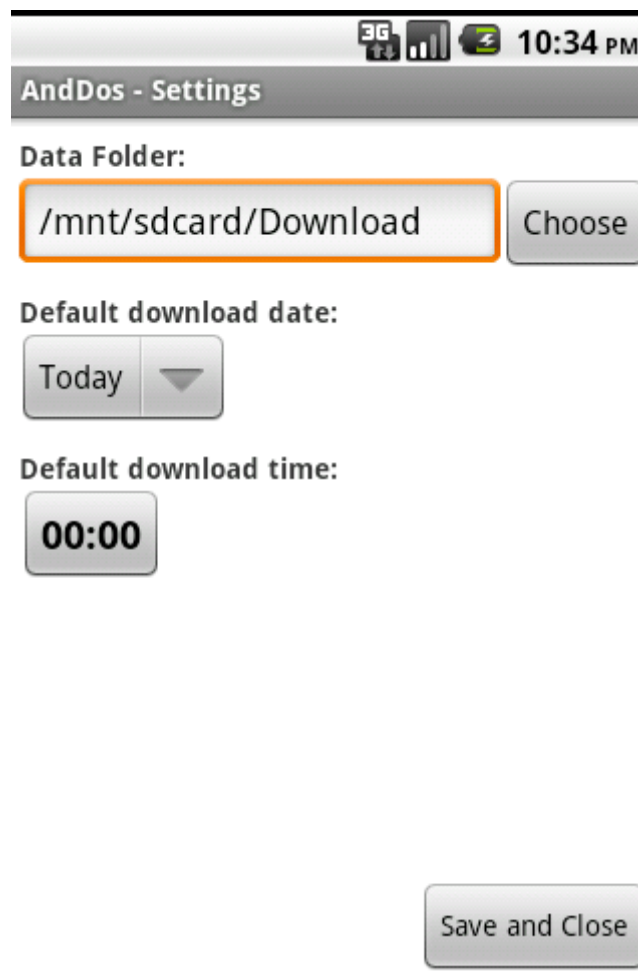 3G 10:34 PM
AndDos - Settings
Data Folder:
/mnt/sdcard/Download Choose
Default download date:
Today
Default download time:
00:00
Save and Close